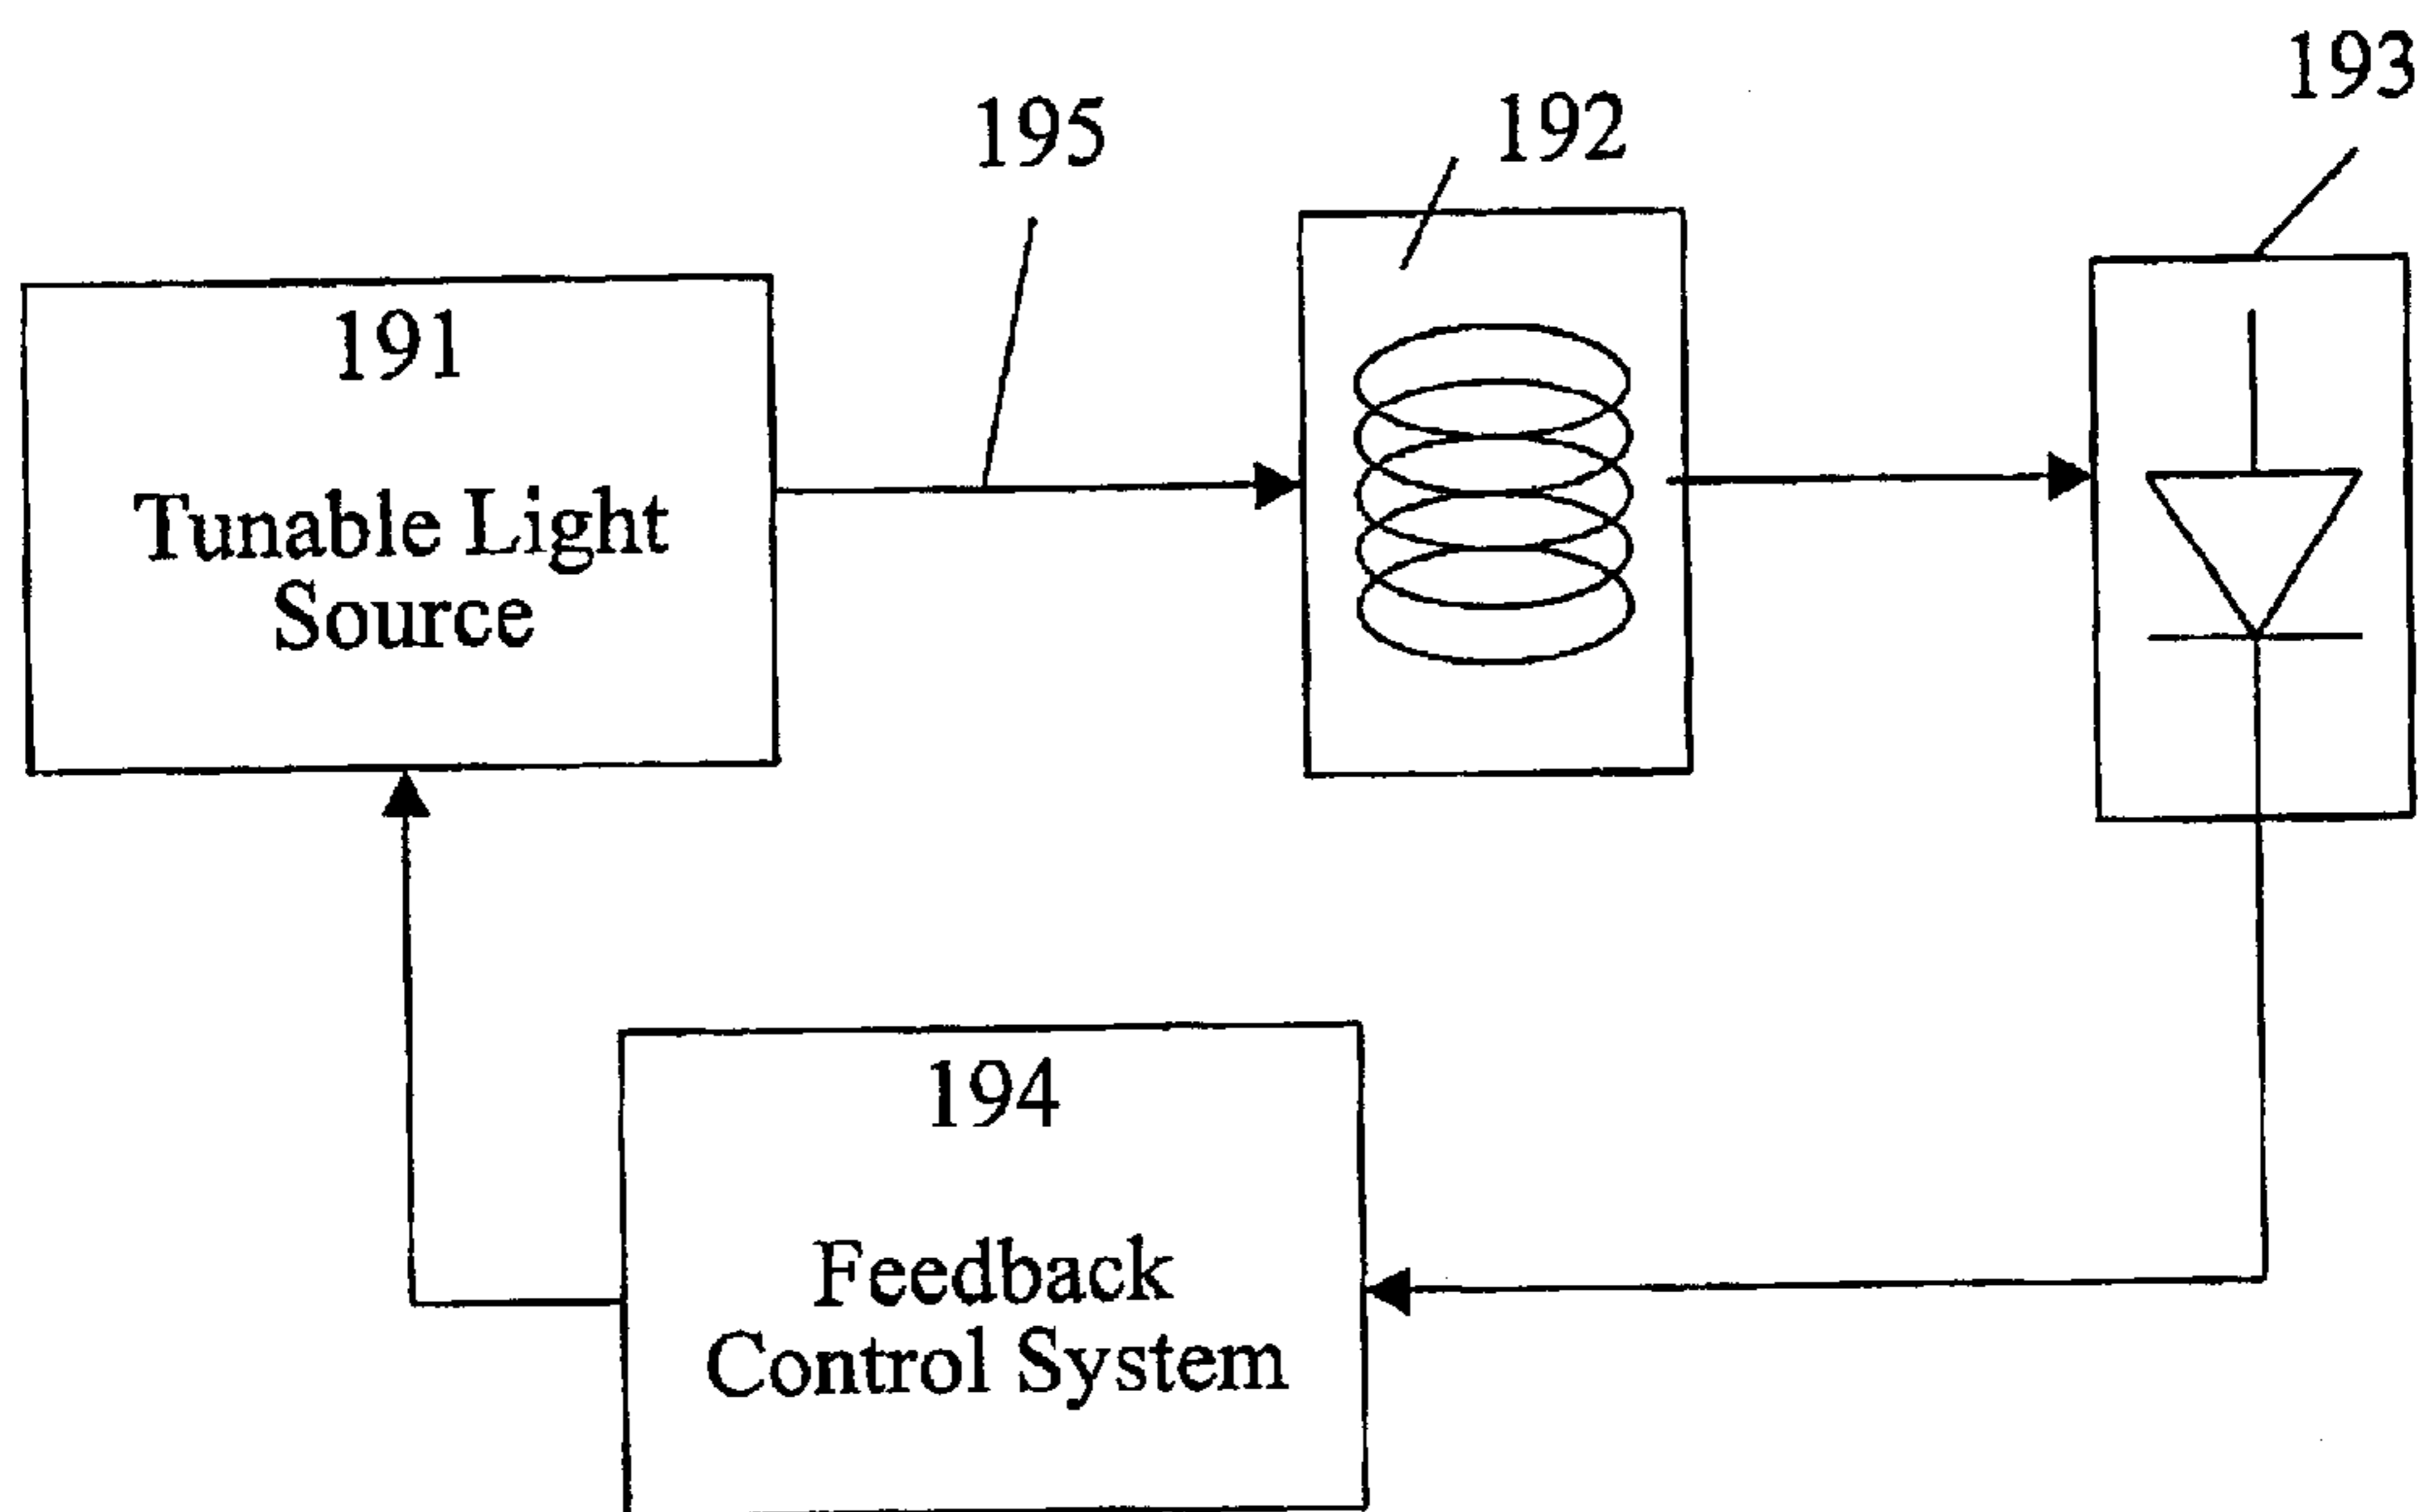 193
195
192
191
Tunable Light
Source
194
Feedback
Control System